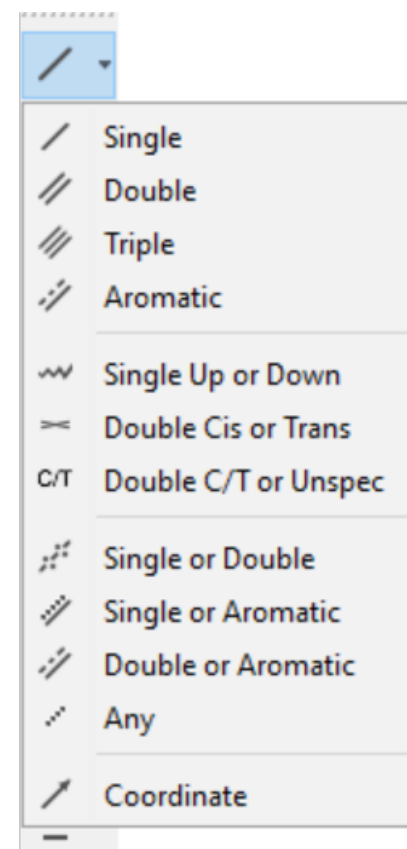 Single
Double
Triple
Aromatic
Single Up or Down
Double Cis or Trans
C/T Double C/T or Unspec
Single or Double
Single or Aromatic
Double or Aromatic
Any
Coordinate